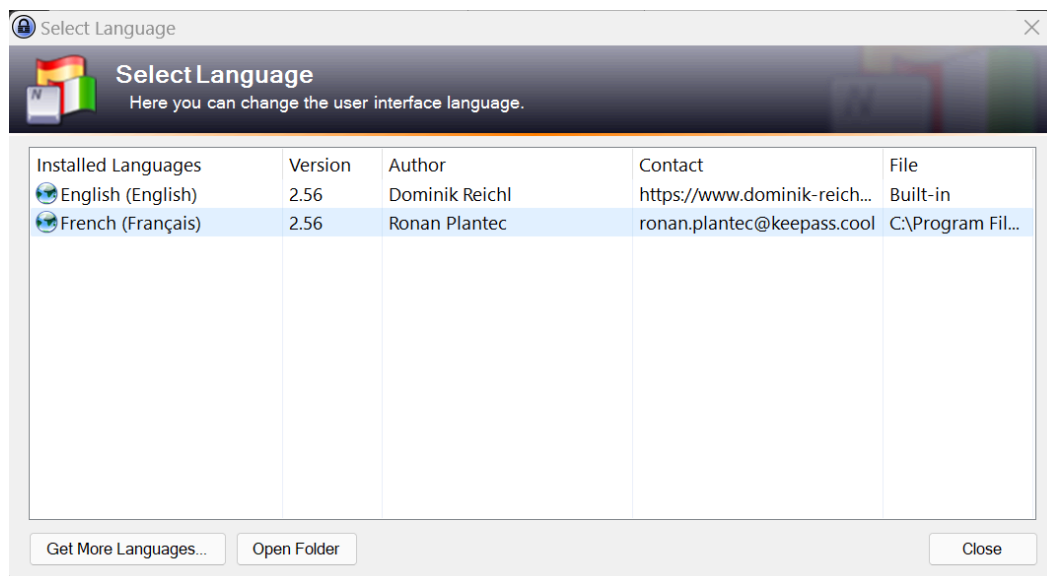 Select Language
Select Language
Here you can change the user interface language.
Installed Languages Version Author Contact File
English (English) 2.56 Dominik Reichl https://www.dominik-reich... Built-in
French (Français) 2.56 Ronan Plantec ronan.plantec@keepass.cool C:\Program Fil...
Get More Languages... Open Folder Close